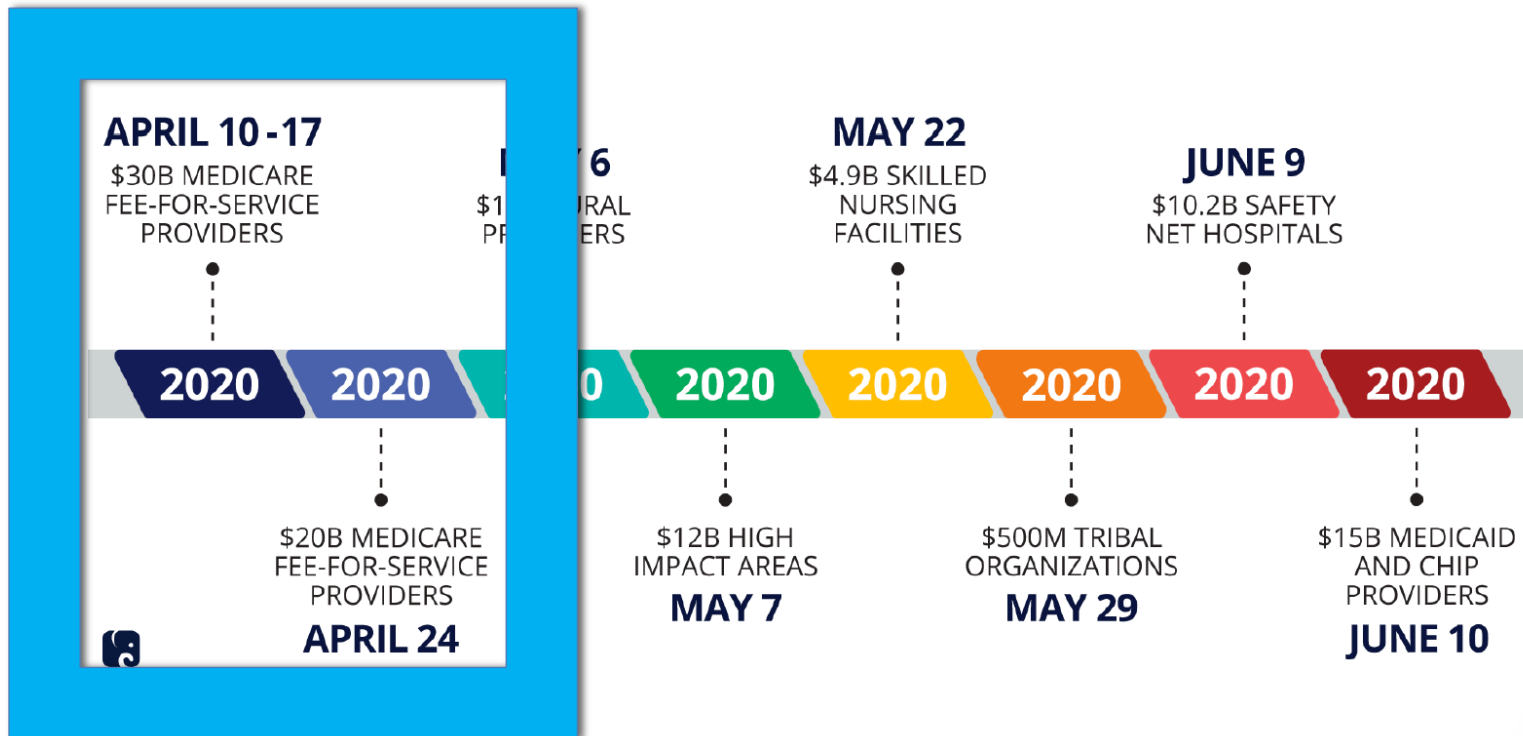 APRIL 10 - 17
$30B MEDICARE
FEE-FOR-SERVICE
PROVIDERS
6
$1
MAY 22
$4.9B SKILLED
NURSING
FACILITIES
JUNE 9
$10.2B SAFETY
NET HOSPITALS
2020
2020
0
2020
2020
2020
2020
2020
$20B MEDICARE
FEE-FOR-SERVICE
PROVIDERS
APRIL 24
$12B HIGH
IMPACT AREAS
MAY 7
$500M TRIBAL
ORGANIZATIONS
MAY 29
$15B MEDICAID
AND CHIP
PROVIDERS
JUNE 10